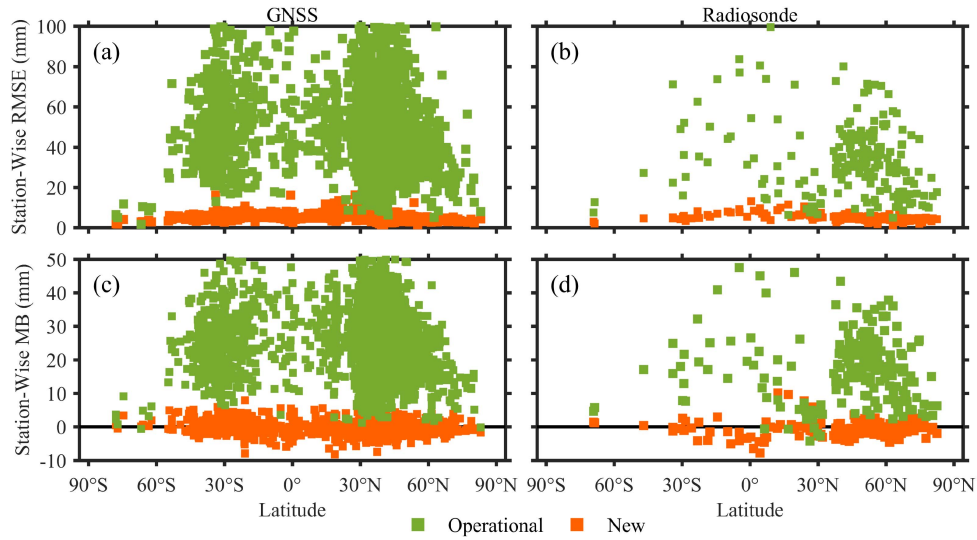 GNSS
Radiosonde
Station-Wise RMSE (mm)
100
80
60
40
20
0
(a)
(b)
Station-Wise MB (mm)
50
40
30
20
10
0
-10
(c)
(d)
90°S 60°S 30°S 0° 30°N 60°N 90°N
90°S 60°S 30°S 0° 30°N 60°N 90°N
Latitude
Latitude
Operational New